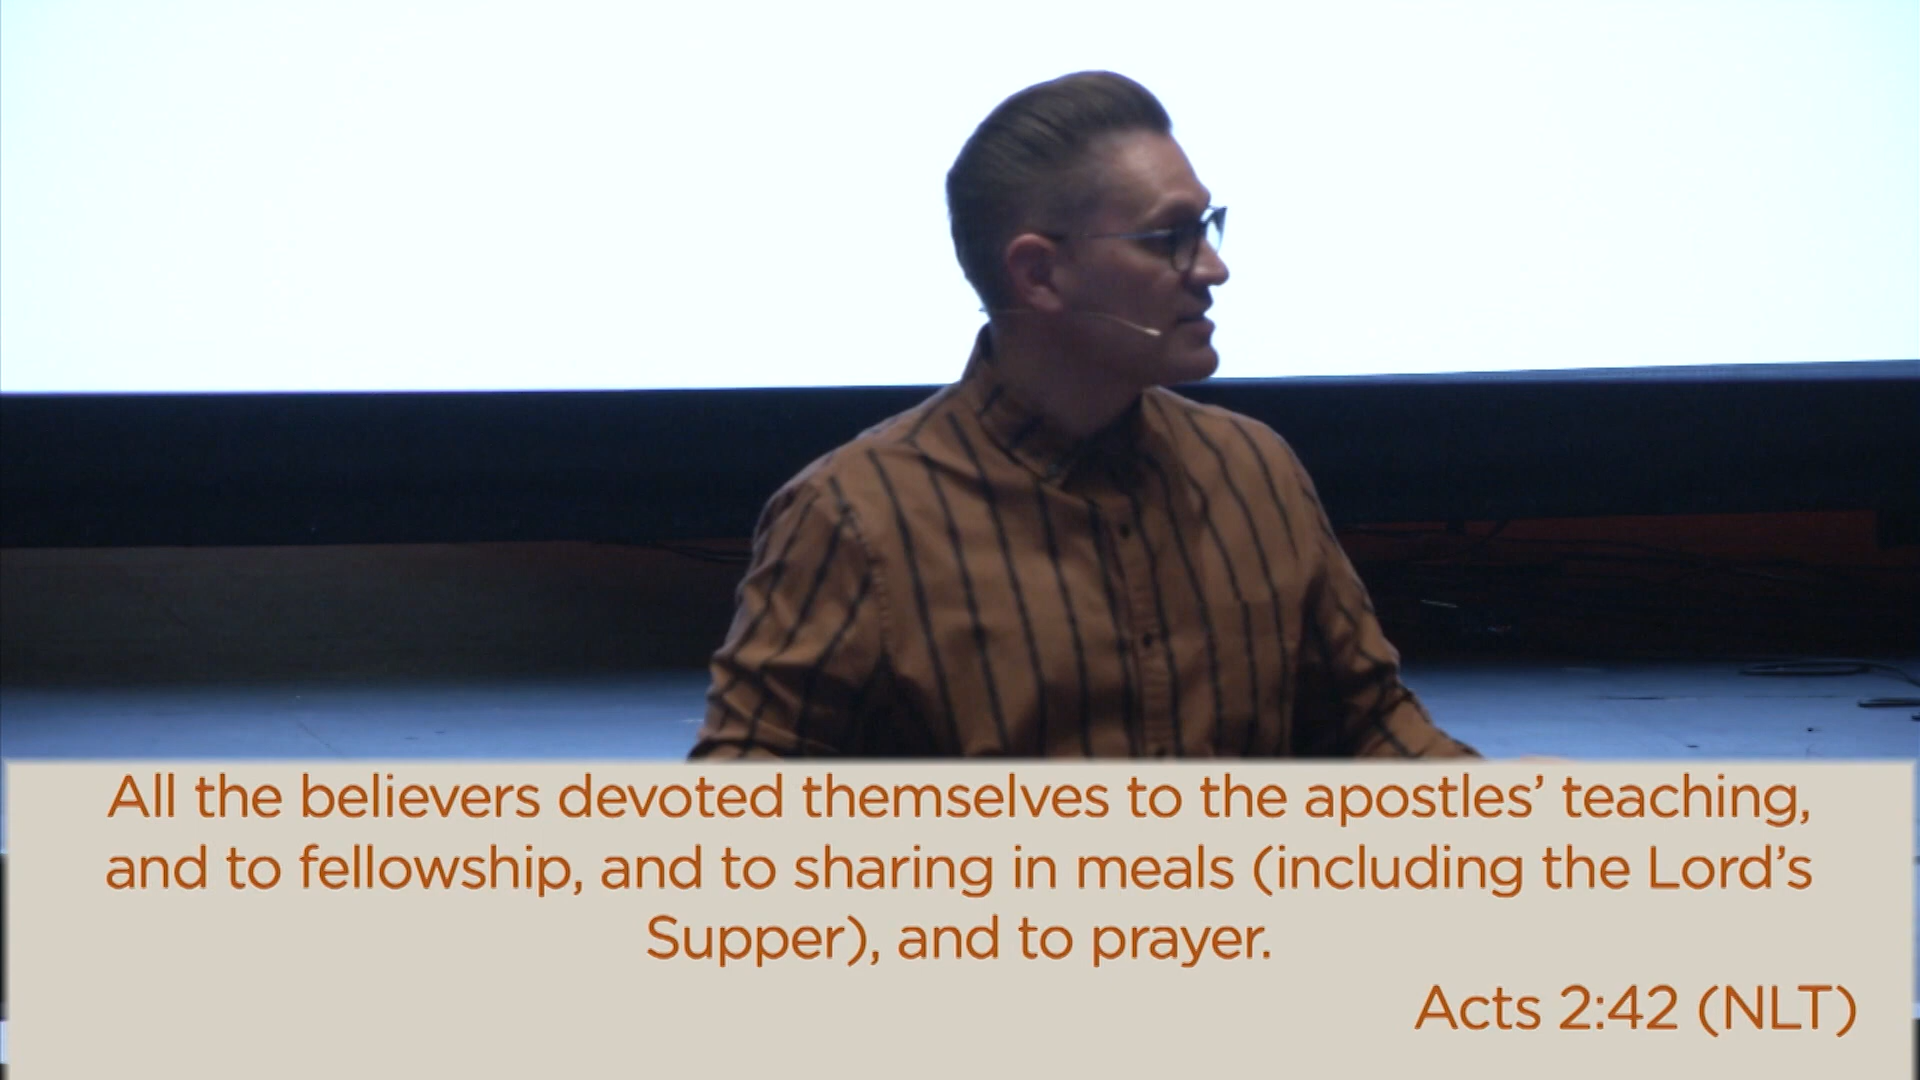 All the believers devoted themselves to the apostles’ teaching,
and to fellowship, and to sharing in meals (including the Lord’s
Supper), and to prayer.
Acts 2:42 (NLT)